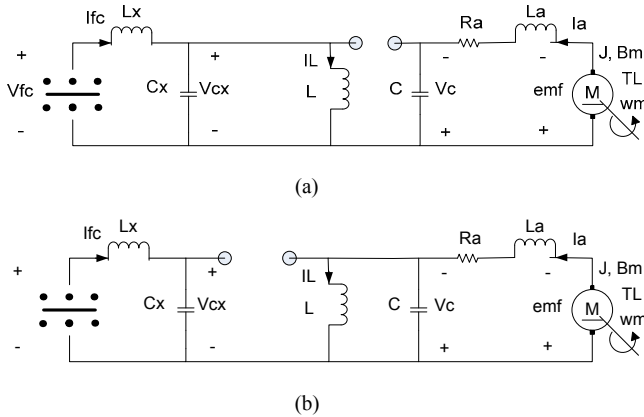 Ifc Lx Ra La Ia
+ + IL - - J, Bm
Vfc Cx Vcx L C Vc emf M TL
wm
- - + +
(a)
Ifc Lx Ra La Ia
+ + IL - - J, Bm
Cx Vcx L C Vc emf M TL
wm
- - + +
(b)